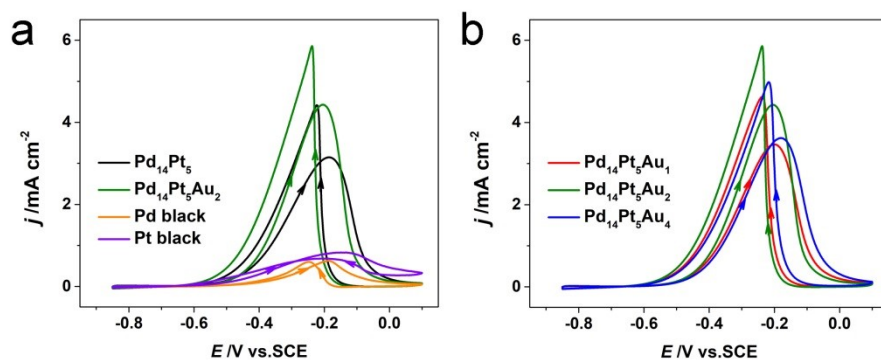 a
6
4
2
0
j /mA cm⁻²
Pd₁₄Pt₅
Pd₁₄Pt₅Au₂
Pd black
Pt black
-0.8 -0.6 -0.4 -0.2 0.0
E /V vs.SCE
b
6
4
2
0
j /mA cm⁻²
Pd₁₄Pt₅Au₁
Pd₁₄Pt₅Au₂
Pd₁₄Pt₅Au₄
-0.8 -0.6 -0.4 -0.2 0.0
E /V vs.SCE